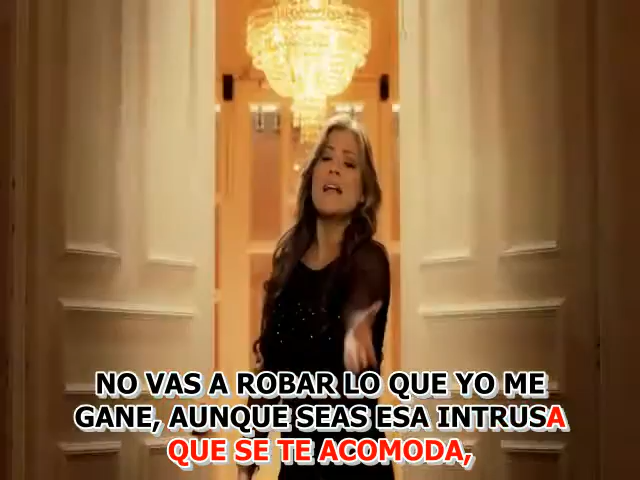 NO VAS A ROBAR LO QUE YO ME
GANE, AUNQUE SEAS ESA INTRUSA
QUE SE TE ACOMODA,